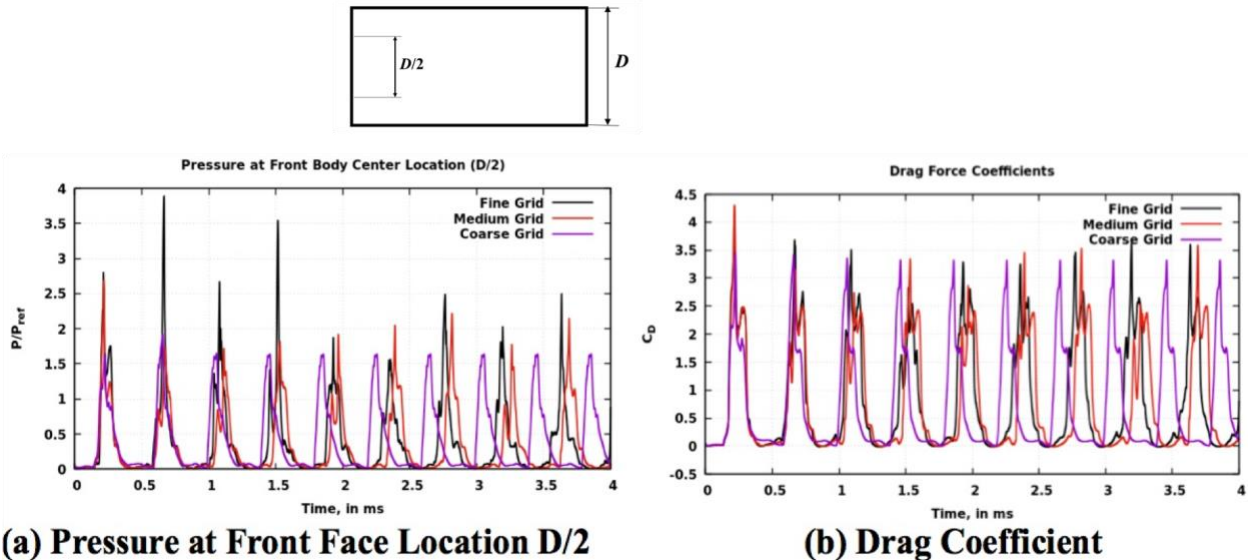 D/2
D
Pressure at Front Body Center Location (D/2)
4
3.5
3
2.5
2
1.5
1
0.5
0
P/Pref
Fine Grid
Medium Grid
Coarse Grid
0 0.5 1 1.5 2 2.5 3 3.5 4
Time, in ms
(a) Pressure at Front Face Location D/2
Drag Force Coefficients
4.5
4
3.5
3
2.5
2
1.5
1
0.5
0
-0.5
CD
Fine Grid
Medium Grid
Coarse Grid
0 0.5 1 1.5 2 2.5 3 3.5 4
Time, in ms
(b) Drag Coefficient